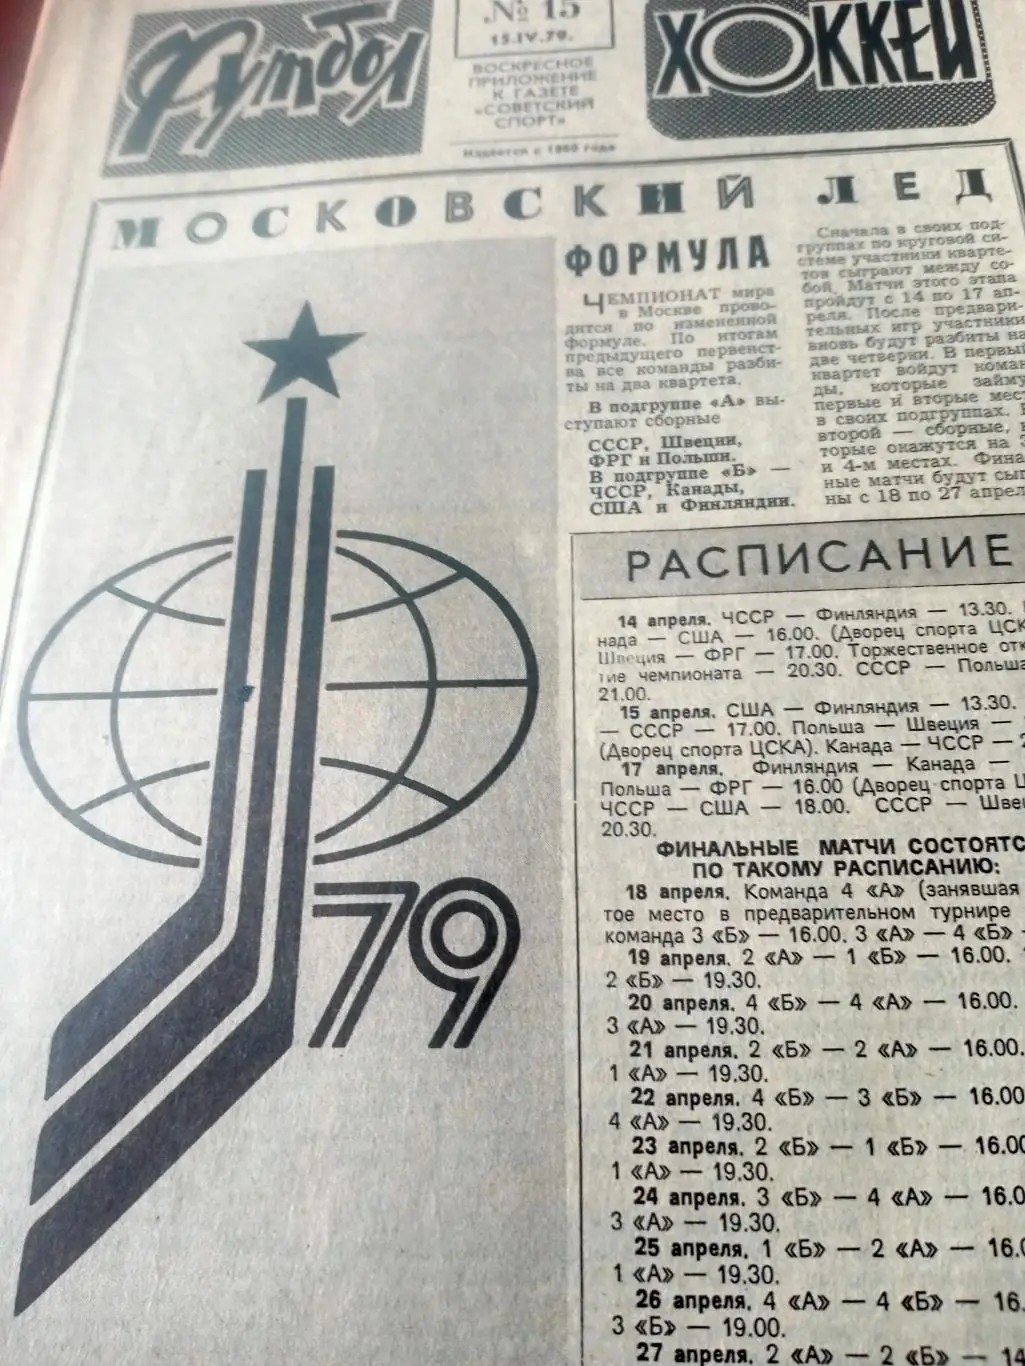 Футбол
№ 15
15.IV.79.
ВОСКРЕСНОЕ
ПРИЛОЖЕНИЕ
К ГАЗЕТЕ
«СОВЕТСКИЙ
СПОРТ»
Издается с 1960 года
ХОККЕЙ
МОСКОВСКИЙ ЛЕД
79
ФОРМУЛА
ЧЕМПИОНАТ мира
в Москве прово-
дится по измененной
формуле. По итогам
предыдущего первенст-
ва все команды разби-
ты на два квартета.
В подгруппе «А» вы-
ступают сборные
СССР, Швеции,
ФРГ и Польши.
В подгруппе «Б» —
ЧССР, Канады,
США и Финляндии.
Сначала в своих под-
группах по круговой си-
стеме участники кварте-
тов сыграют между со-
бой. Матчи этого этапа
пройдут с 14 по 17 ап-
реля. После предвари-
тельных игр участники
вновь будут разбиты на
две четверки. В первый
квартет войдут коман-
ды, которые займу
первые и вторые мест
в своих подгруппах.
второй — сборные,
торые окажутся на
и 4-м местах. Фина
ные матчи будут сыг
ны с 18 по 27 апрел
РАСПИСАНИЕ
14 апреля. ЧССР — Финляндия — 13.30.
нада — США — 16.00. (Дворец спорта ЦСК
Швеция — ФРГ — 17.00. Торжественное отк
тие чемпионата — 20.30. СССР — Польша
21.00.
15 апреля. США — Финляндия — 13.30.
— СССР — 17.00. Польша — Швеция —
(Дворец спорта ЦСКА). Канада — ЧССР — 2
17 апреля. Финляндия — Канада —
Польша — ФРГ — 16.00 (Дворец спорта Ц
ЧССР — США — 18.00. СССР — Швец
20.30.
ФИНАЛЬНЫЕ МАТЧИ СОСТОЯТС
ПО ТАКОМУ РАСПИСАНИЮ:
18 апреля. Команда 4 «А» (занявшая
тое место в предварительном турнире
команда 3 «Б» — 16.00. 3 «А» — 4 «Б» —
19 апреля. 2 «А» — 1 «Б» — 16.00.
2 «Б» — 19.30.
20 апреля. 4 «Б» — 4 «А» — 16.00.
3 «А» — 19.30.
21 апреля. 2 «Б» — 2 «А» — 16.00.
1 «А» — 19.30.
22 апреля. 4 «Б» — 3 «Б» — 16.00
4 «А» — 19.30.
23 апреля. 2 «Б» — 1 «Б» — 16.00
1 «А» — 19.30.
24 апреля. 3 «Б» — 4 «А» — 16.0
3 «А» — 19.30.
25 апреля. 1 «Б» — 2 «А» — 16.0
1 «А» — 19.30.
26 апреля. 4 «А» — 4 «Б» — 16.
3 «Б» — 19.00.
27 апреля. 2 «А» — 2 «Б» — 14